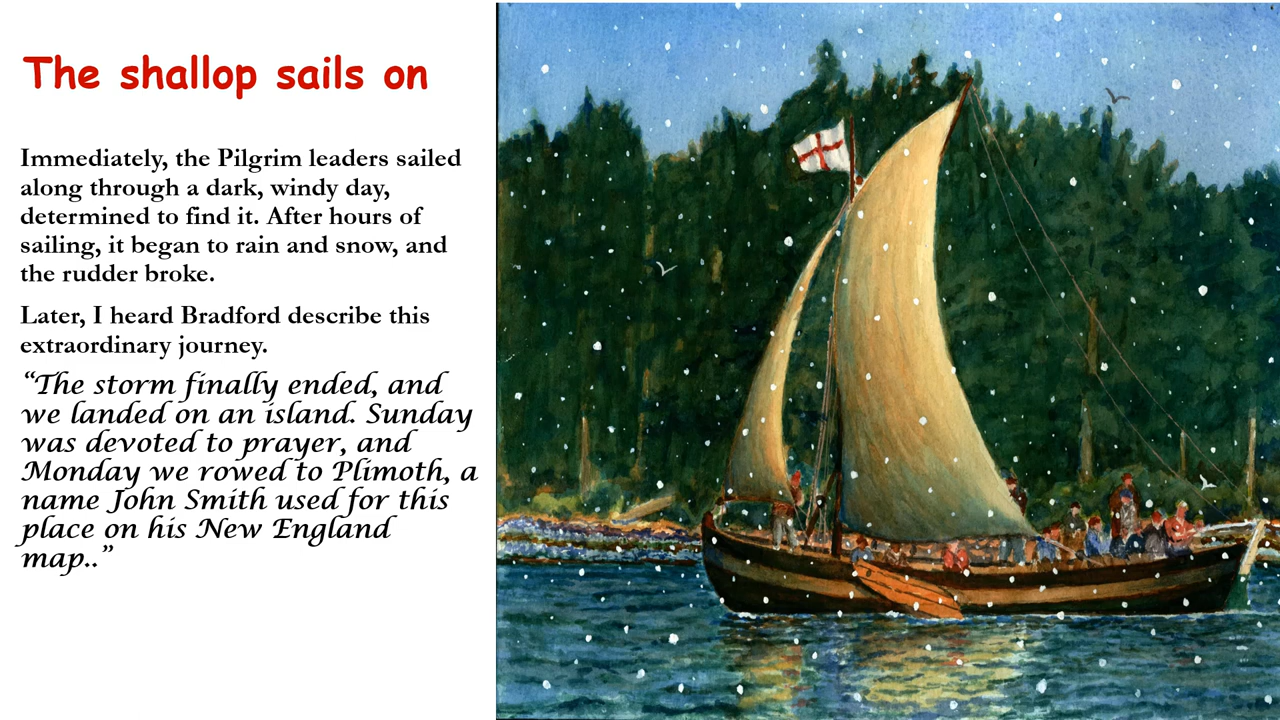 The shallop sails on
Immediately, the Pilgrim leaders sailed
along through a dark, windy day,
determined to find it. After hours of
sailing, it began to rain and snow, and
the rudder broke.
Later, I heard Bradford describe this
extraordinary journey.
“The storm finally ended, and
we landed on an island. Sunday
was devoted to prayer, and
Monday we rowed to Plimoth, a
name John Smith used for this
place on his New England
map..”